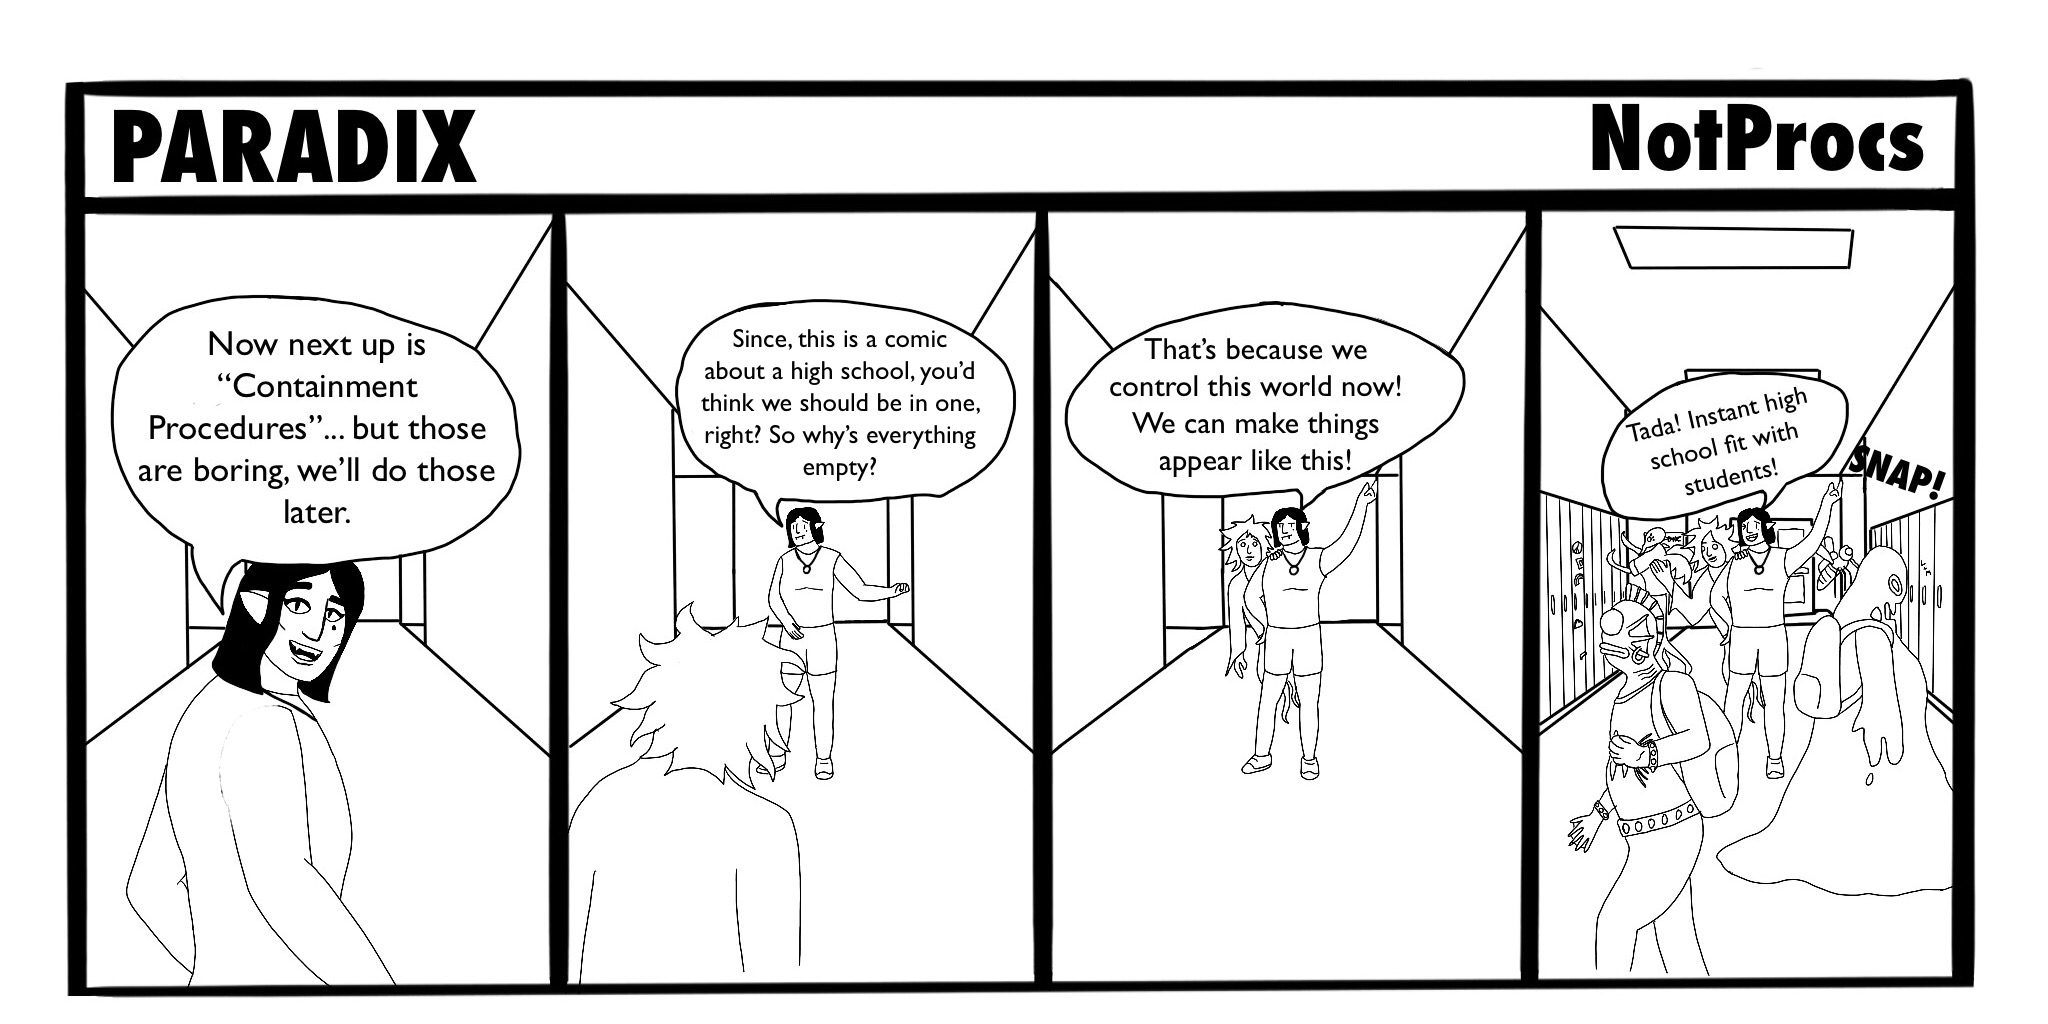 PARADIX
NotProcs
Now next up is
“Containment
Procedures”... but those
are boring, we’ll do those
later.
Since, this is a comic
about a high school, you’d
think we should be in one,
right? So why’s everything
empty?
That’s because we
control this world now!
We can make things
appear like this!
Tada! Instant high
school fit with
students!
SNAP!